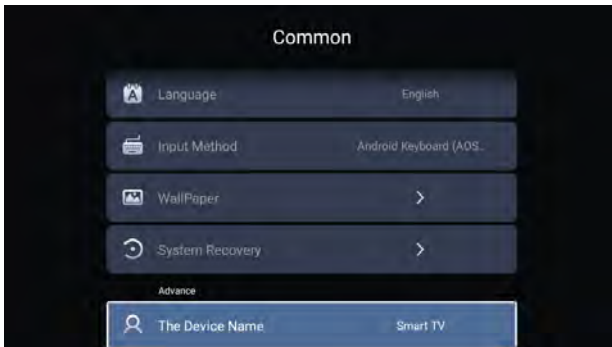 Common
Language English
Input Method Android Keyboard (AOS..
WallPaper
System Recovery
Advance
The Device Name Smart TV